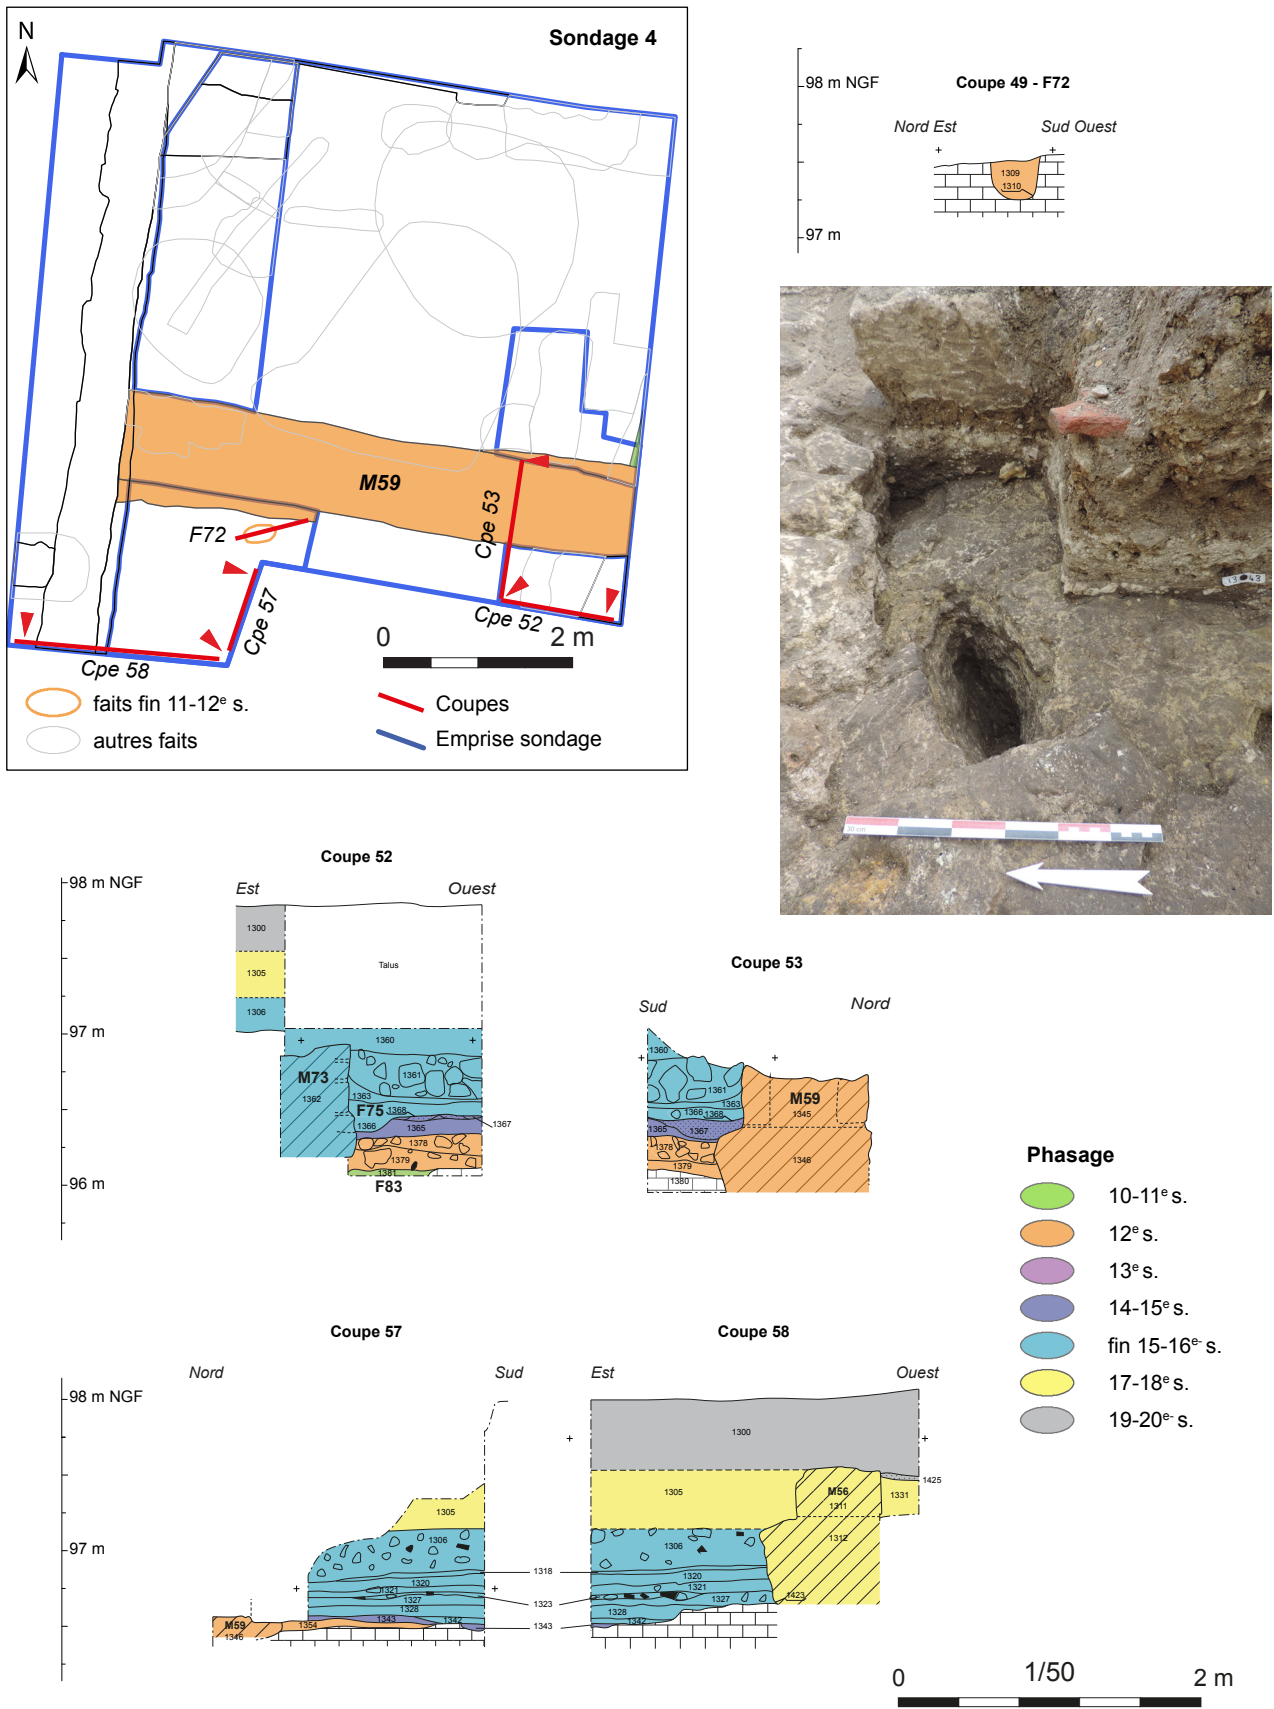 N
Sondage 4
M59
F72
Cpe 53
Cpe 57
Cpe 52
Cpe 58
0 2 m
faits fin 11-12e s.
autres faits
Coupes
Emprise sondage
98 m NGF
Coupe 49 - F72
Nord Est Sud Ouest
1309
1310
97 m
30 cm
13 43
Coupe 52
98 m NGF
Est Ouest
1300
1305
Talus
1306
97 m
1360
M73
1362
1361
1363
F75
1368
1366
1365
1367
1378
1379
1381
96 m
F83
Coupe 53
Sud Nord
1360
1361
1363
1366
1368
1365
1367
1378
1379
1380
M59
1345
1346
Phasage
10-11e s.
12e s.
13e s.
14-15e s.
fin 15-16e- s.
17-18e s.
19-20e- s.
Coupe 57
Nord Sud
98 m NGF
1305
97 m
1306
1320
1321
1327
1328
1343
1342
1354
M59
1346
1318
1323
1343
Coupe 58
Est Ouest
1300
1305
M56
1311
1312
1331
1425
1306
1320
1321
1327
1328
1342
1423
0 1/50 2 m